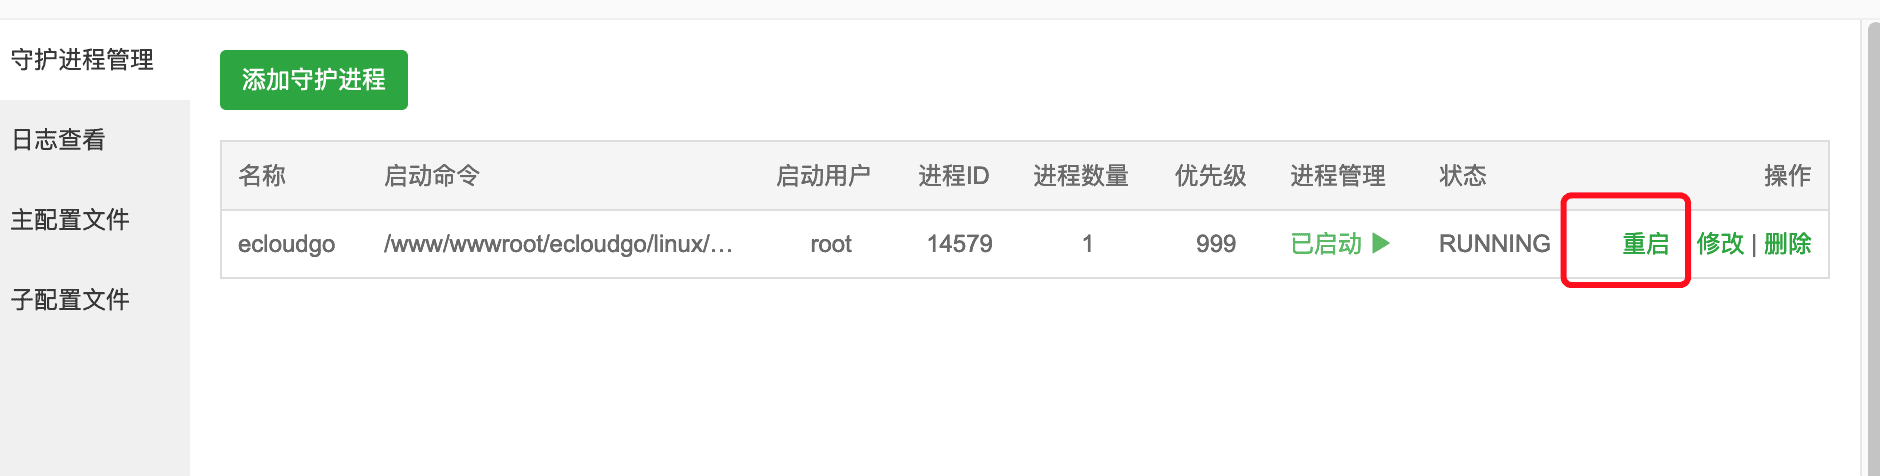 守护进程管理
日志查看
主配置文件
子配置文件
添加守护进程
名称 启动命令 启动用户 进程ID 进程数量 优先级 进程管理 状态 操作
ecloudgo /www/wwwroot/ecloudgo/linux/... root 14579 1 999 已启动 RUNNING 重启 修改 | 删除